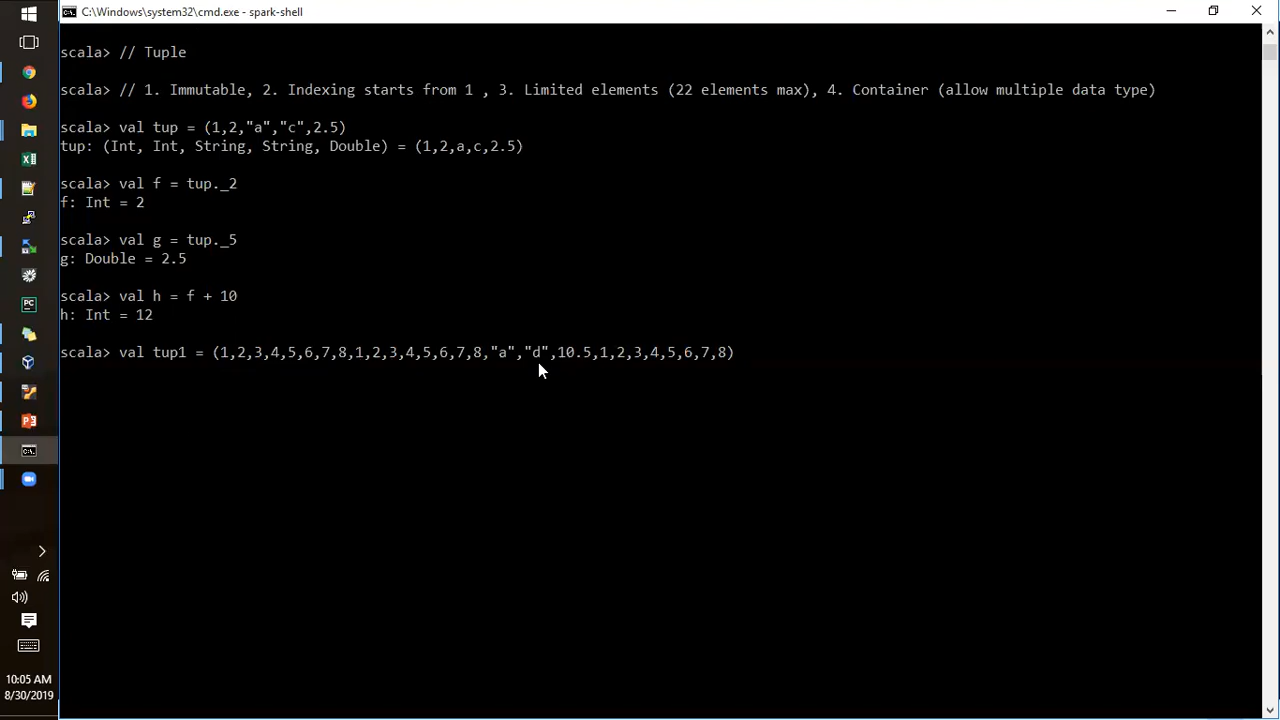 C:\Windows\system32\cmd.exe - spark-shell
scala> // Tuple
scala> // 1. Immutable, 2. Indexing starts from 1 , 3. Limited elements (22 elements max), 4. Container (allow multiple data type)
scala> val tup = (1,2,"a","c",2.5)
tup: (Int, Int, String, String, Double) = (1,2,a,c,2.5)
scala> val f = tup._2
f: Int = 2
scala> val g = tup._5
g: Double = 2.5
scala> val h = f + 10
h: Int = 12
scala> val tup1 = (1,2,3,4,5,6,7,8,1,2,3,4,5,6,7,8,"a","d",10.5,1,2,3,4,5,6,7,8)
10:05 AM
8/30/2019